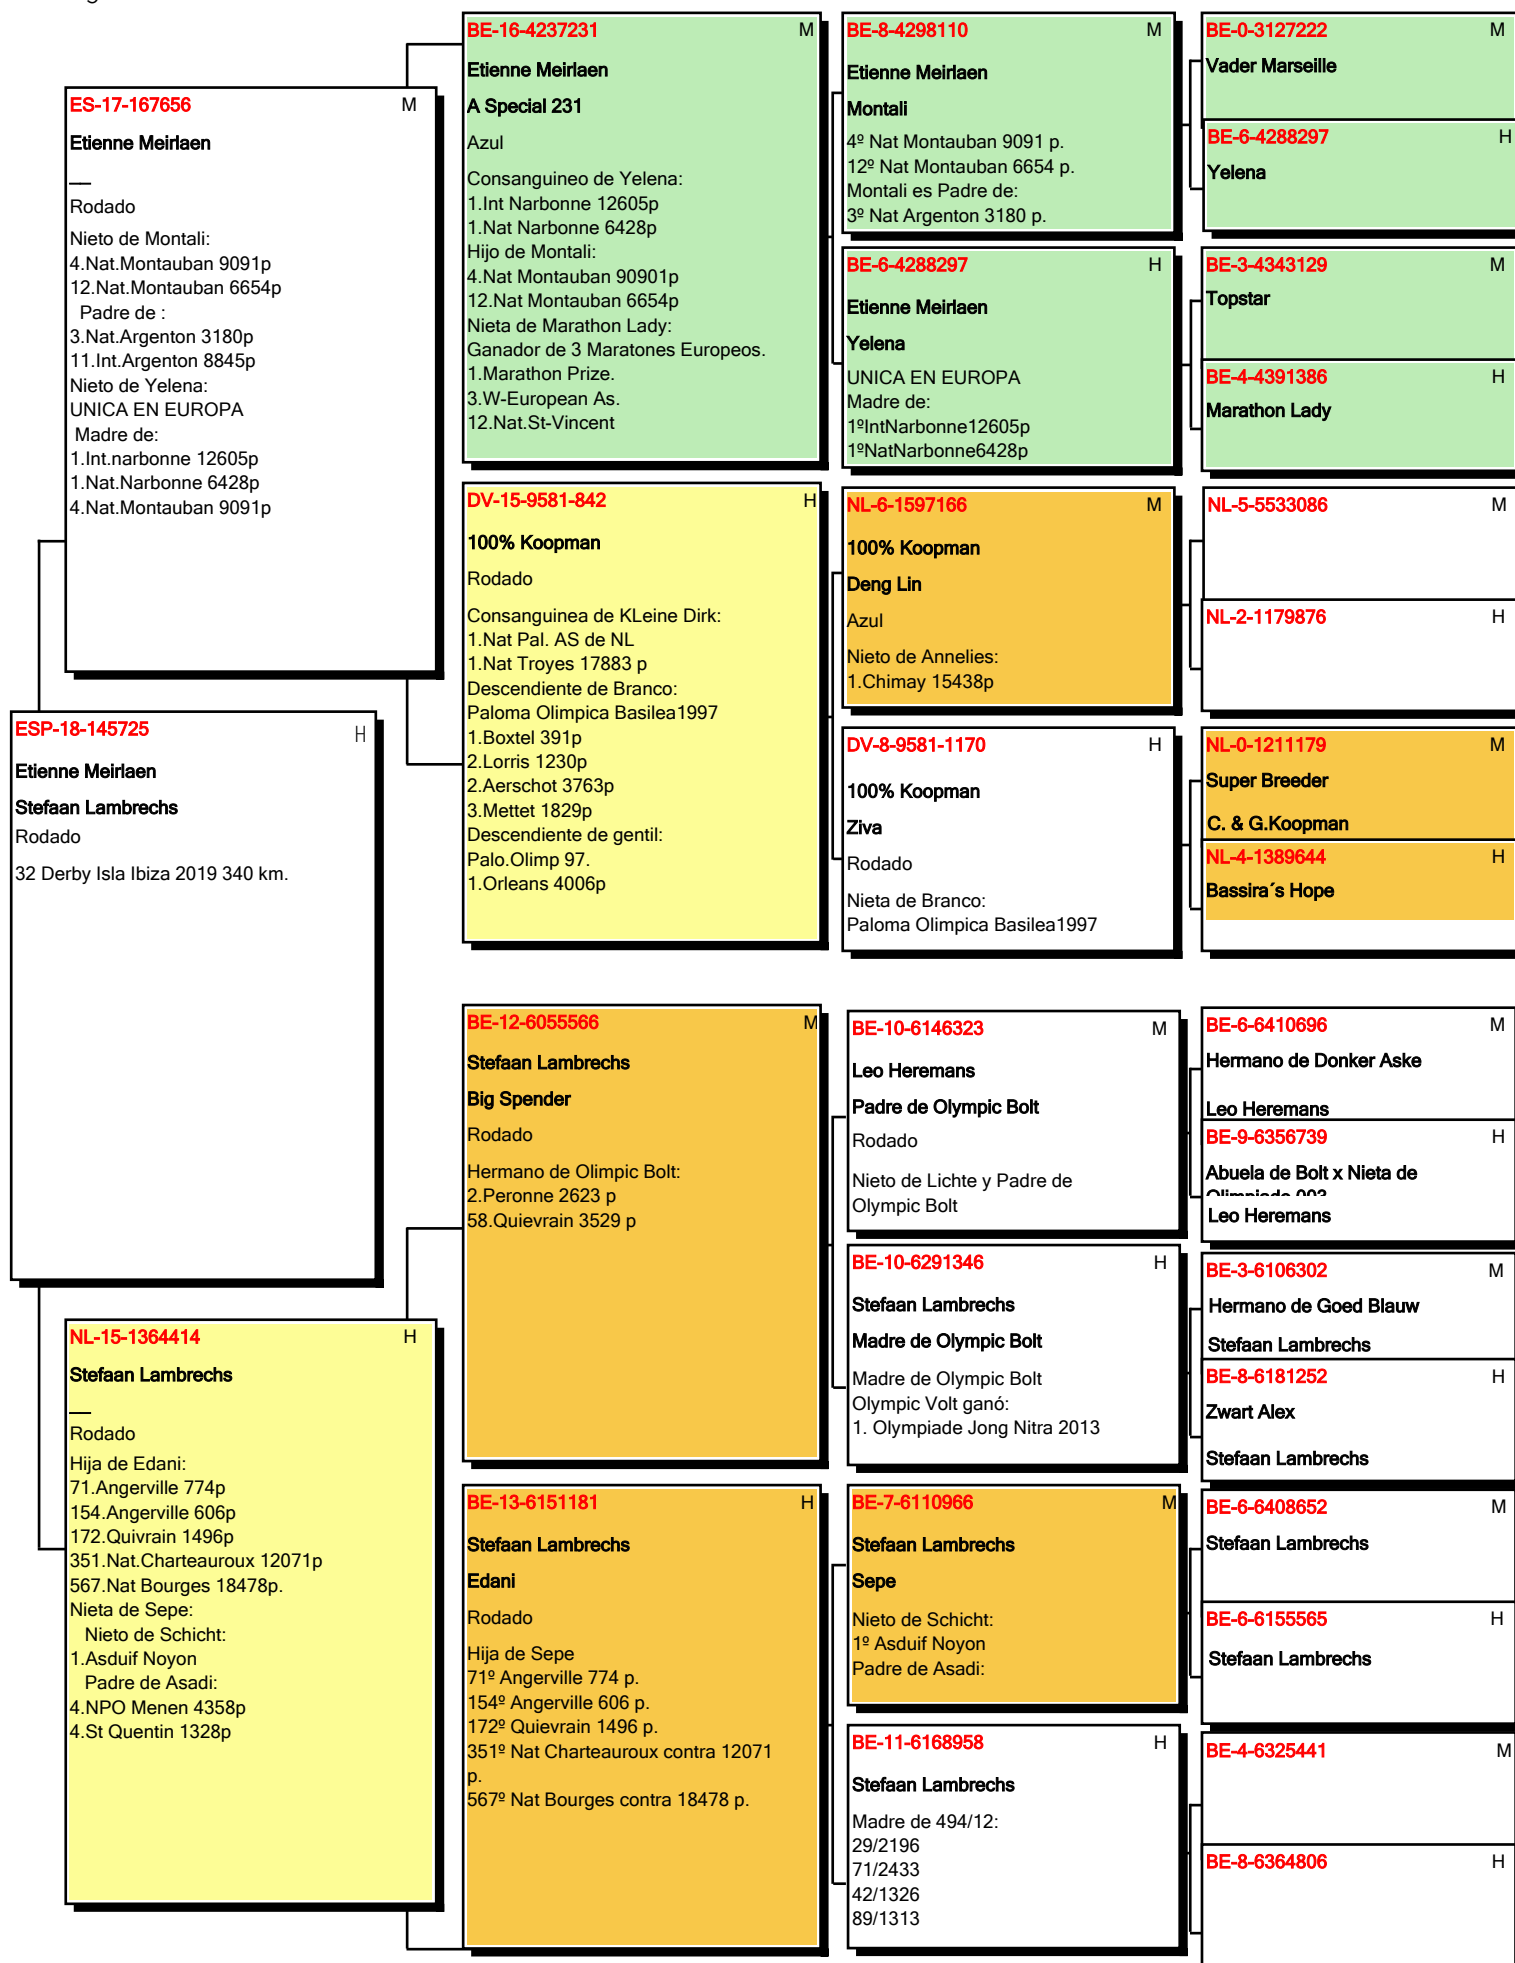 ESP-18-145725 H
Etienne Meirlaen
Stefaan Lambrechs
Rodado
32 Derby Isla Ibiza 2019 340 km.
ES-17-167656 M
Etienne Meirlaen
__
Rodado
Nieto de Montali:
4.Nat.Montauban 9091p
12.Nat.Montauban 6654p
Padre de :
3.Nat.Argenton 3180p
11.Int.Argenton 8845p
Nieto de Yelena:
UNICA EN EUROPA
Madre de:
1.Int.narbonne 12605p
1.Nat.Narbonne 6428p
4.Nat.Montauban 9091p
NL-15-1364414 H
Stefaan Lambrechs
__
Rodado
Hija de Edani:
71.Angerville 774p
154.Angerville 606p
172.Quivrain 1496p
351.Nat.Charteauroux 12071p
567.Nat Bourges 18478p.
Nieta de Sepe:
Nieto de Schicht:
1.Asduif Noyon
Padre de Asadi:
4.NPO Menen 4358p
4.St Quentin 1328p
BE-16-4237231 M
Etienne Meirlaen
A Special 231
Azul
Consanguineo de Yelena:
1.Int Narbonne 12605p
1.Nat Narbonne 6428p
Hijo de Montali:
4.Nat Montauban 90901p
12.Nat Montauban 6654p
Nieta de Marathon Lady:
Ganador de 3 Maratones Europeos.
1.Marathon Prize.
3.W-European As.
12.Nat.St-Vincent
DV-15-9581-842 H
100% Koopman
Rodado
Consanguinea de KLeine Dirk:
1.Nat Pal. AS de NL
1.Nat Troyes 17883 p
Descendiente de Branco:
Paloma Olimpica Basilea1997
1.Boxtel 391p
2.Lorris 1230p
2.Aerschot 3763p
3.Mettet 1829p
Descendiente de gentil:
Palo.Olimp 97.
1.Orleans 4006p
BE-12-6055566 M
Stefaan Lambrechs
Big Spender
Rodado
Hermano de Olimpic Bolt:
2.Peronne 2623 p
58.Quievrain 3529 p
BE-13-6151181 H
Stefaan Lambrechs
Edani
Rodado
Hija de Sepe
71º Angerville 774 p.
154º Angerville 606 p.
172º Quievrain 1496 p.
351º Nat Charteauroux contra 12071
p.
567º Nat Bourges contra 18478 p.
BE-8-4298110 M
Etienne Meirlaen
Montali
4º Nat Montauban 9091 p.
12º Nat Montauban 6654 p.
Montali es Padre de:
3º Nat Argenton 3180 p.
BE-6-4288297 H
Etienne Meirlaen
Yelena
UNICA EN EUROPA
Madre de:
1ºIntNarbonne12605p
1ºNatNarbonne6428p
NL-6-1597166 M
100% Koopman
Deng Lin
Azul
Nieto de Annelies:
1.Chimay 15438p
DV-8-9581-1170 H
100% Koopman
Ziva
Rodado
Nieta de Branco:
Paloma Olimpica Basilea1997
BE-10-6146323 M
Leo Heremans
Padre de Olympic Bolt
Rodado
Nieto de Lichte y Padre de
Olympic Bolt
BE-10-6291346 H
Stefaan Lambrechs
Madre de Olympic Bolt
Madre de Olympic Bolt
Olympic Volt ganó:
1. Olympiade Jong Nitra 2013
BE-7-6110966 M
Stefaan Lambrechs
Sepe
Nieto de Schicht:
1º Asduif Noyon
Padre de Asadi:
BE-11-6168958 H
Stefaan Lambrechs
Madre de 494/12:
29/2196
71/2433
42/1326
89/1313
BE-0-3127222 M
Vader Marseille
BE-6-4288297 H
Yelena
BE-3-4343129 M
Topstar
BE-4-4391386 H
Marathon Lady
NL-5-5533086 M
NL-2-1179876 H
NL-0-1211179 M
Super Breeder
C. & G.Koopman
NL-4-1389644 H
Bassira´s Hope
BE-6-6410696 M
Hermano de Donker Aske
Leo Heremans
BE-9-6356739 H
Abuela de Bolt x Nieta de
Leo Heremans
BE-3-6106302 M
Hermano de Goed Blauw
Stefaan Lambrechs
BE-8-6181252 H
Zwart Alex
Stefaan Lambrechs
BE-6-6408652 M
Stefaan Lambrechs
BE-6-6155565 H
Stefaan Lambrechs
BE-4-6325441 M
BE-8-6364806 H